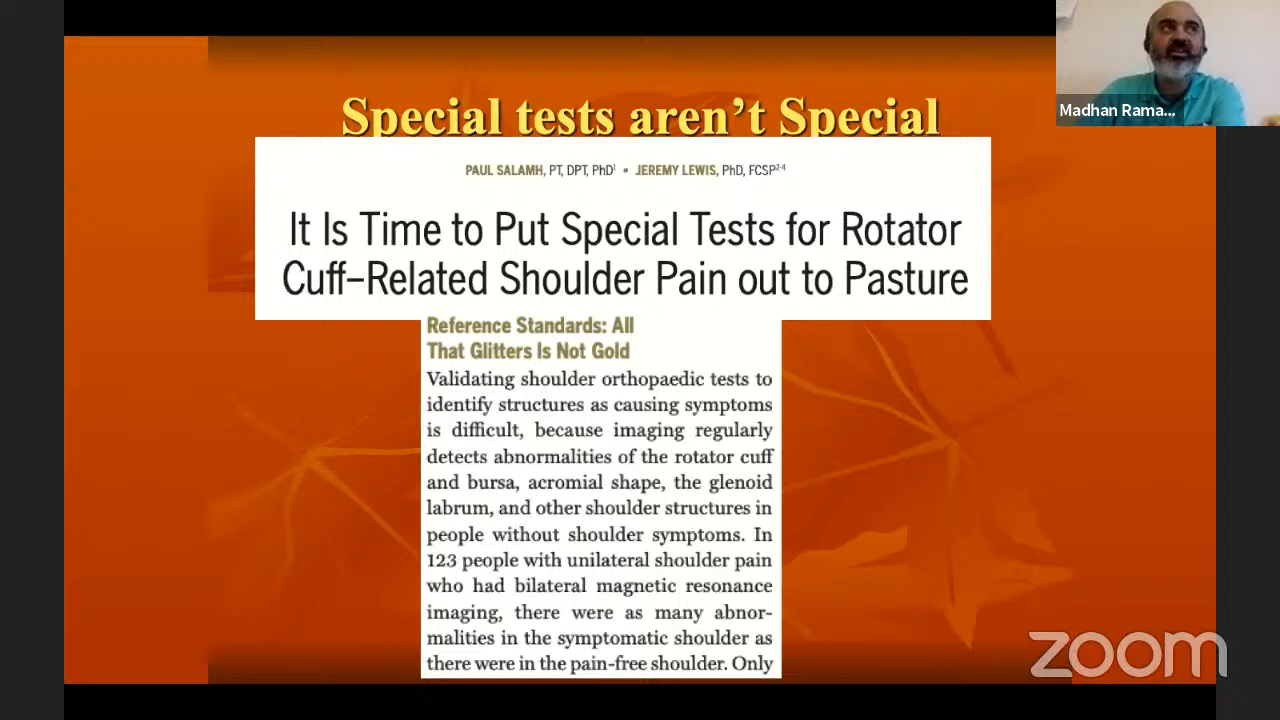 Special tests aren’t Special
PAUL SALAMH, PT, DPT, PhD¹ • JEREMY LEWIS, PhD, FCSP²⁻⁴
It Is Time to Put Special Tests for Rotator
Cuff–Related Shoulder Pain out to Pasture
Reference Standards: All
That Glitters Is Not Gold
Validating shoulder orthopaedic tests to
identify structures as causing symptoms
is difficult, because imaging regularly
detects abnormalities of the rotator cuff
and bursa, acromial shape, the glenoid
labrum, and other shoulder structures in
people without shoulder symptoms. In
123 people with unilateral shoulder pain
who had bilateral magnetic resonance
imaging, there were as many abnor-
malities in the symptomatic shoulder as
there were in the pain-free shoulder. Only
Madhan Rama...
zoom